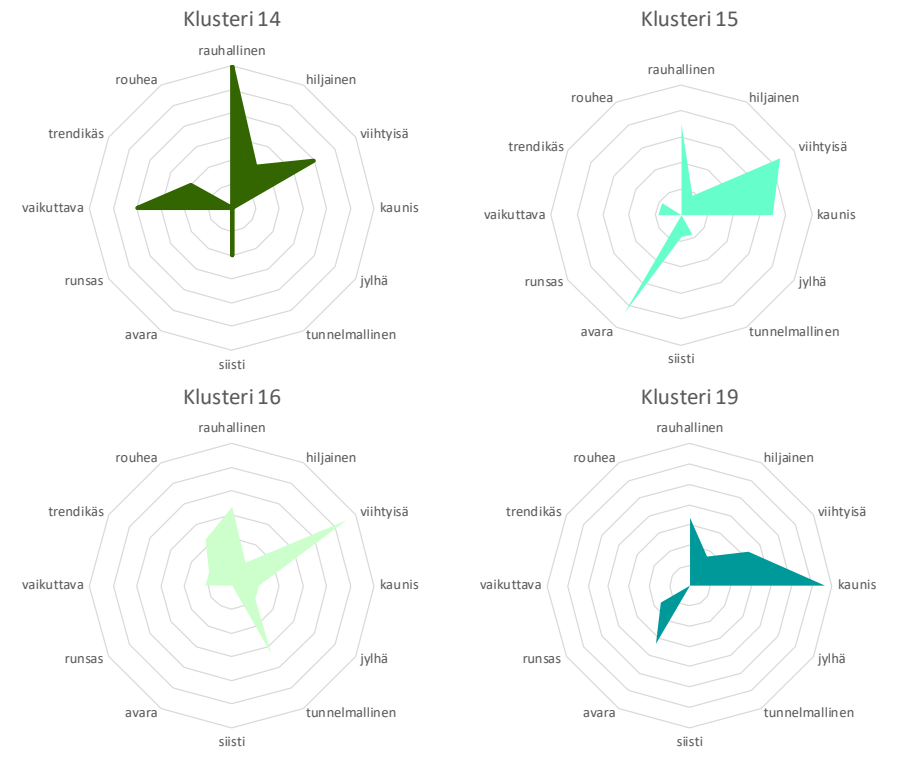 Klusteri 14
rauhallinen
hiljainen
viihtyisä
kaunis
jylhä
tunnelmallinen
siisti
avara
runsas
vaikuttava
trendikäs
rouhea
Klusteri 15
rauhallinen
hiljainen
viihtyisä
kaunis
jylhä
tunnelmallinen
siisti
avara
runsas
vaikuttava
trendikäs
rouhea
Klusteri 16
rauhallinen
hiljainen
viihtyisä
kaunis
jylhä
tunnelmallinen
siisti
avara
runsas
vaikuttava
trendikäs
rouhea
Klusteri 19
rauhallinen
hiljainen
viihtyisä
kaunis
jylhä
tunnelmallinen
siisti
avara
runsas
vaikuttava
trendikäs
rouhea